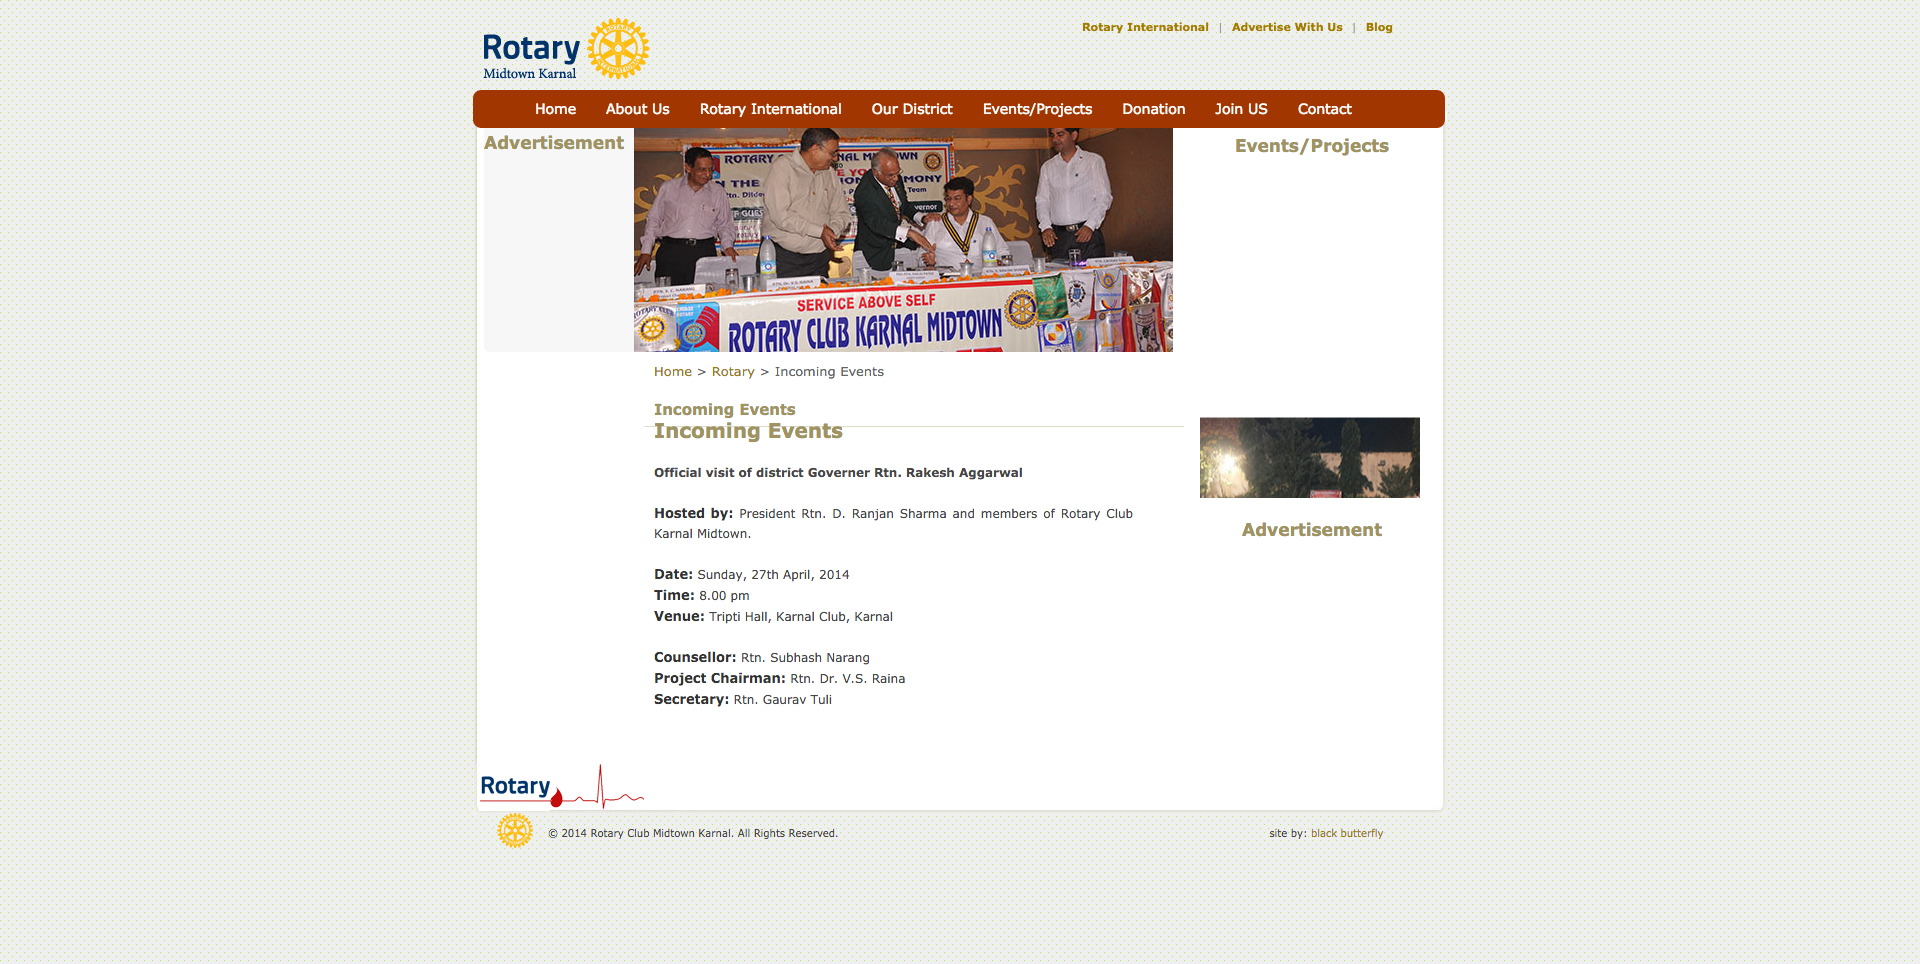 Rotary
Midtown Karnal
Rotary International | Advertise With Us | Blog
Home About Us Rotary International Our District Events/Projects Donation Join US Contact
Advertisement
ROTARY
SERVICE ABOVE SELF
ROTARY CLUB KARNAL MIDTOWN
Events/Projects
Home > Rotary > Incoming Events
Incoming Events
Incoming Events
Official visit of district Governer Rtn. Rakesh Aggarwal
Hosted by: President Rtn. D. Ranjan Sharma and members of Rotary Club
Karnal Midtown.
Date: Sunday, 27th April, 2014
Time: 8.00 pm
Venue: Tripti Hall, Karnal Club, Karnal
Counsellor: Rtn. Subhash Narang
Project Chairman: Rtn. Dr. V.S. Raina
Secretary: Rtn. Gaurav Tuli
Advertisement
Rotary
© 2014 Rotary Club Midtown Karnal. All Rights Reserved.
site by: black butterfly